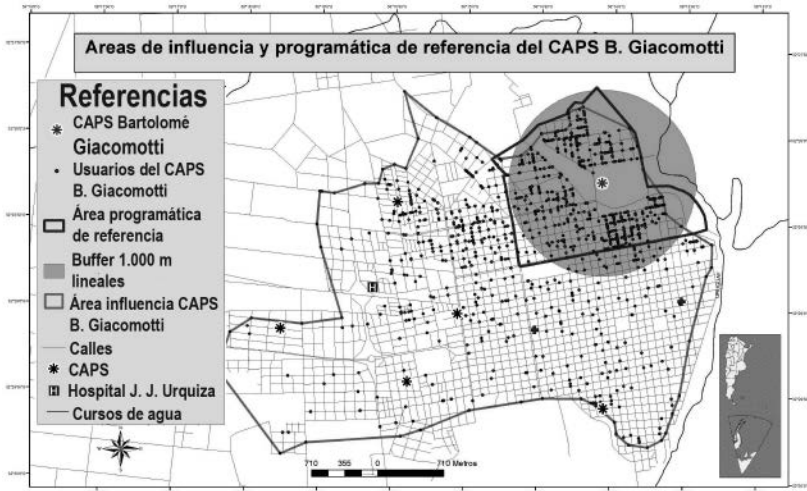 Areas de influencia y programática de referencia del CAPS B. Giacomotti
Referencias
CAPS Bartolomé
Giacomotti
Usuarios del CAPS
B. Giacomotti
Área programática
de referencia
Buffer 1.000 m
lineales
Área influencia CAPS
B. Giacomotti
Calles
CAPS
Hospital J. J. Urquiza
Cursos de agua
H
710 355 0 710 Metros